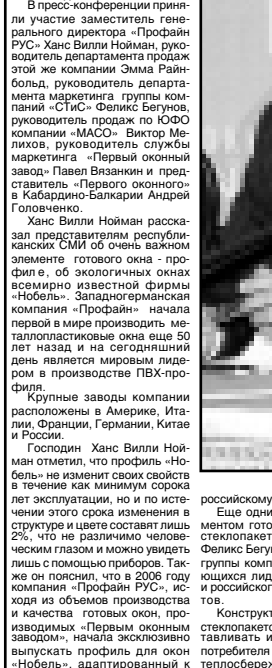 В пресс-конференции приня-
ли участие заместитель гене-
рального директора «Профайн
РУС» Ханс Вилли Нойман, руко-
водитель департамента продаж
этой же компании Эмма Райн-
больд, руководитель департа-
мента маркетинга группы ком-
паний «СТиС» Феликс Бегунов,
руководитель продаж по ЮФО
компании «МАСО» Виктор Ме-
лихов, руководитель службы
маркетинга «Первый оконный
завод» Павел Вязанкин и пред-
ставитель «Первого оконного»
в Кабардино-Балкарии Андрей
Головченко.
Ханс Вилли Нойман расска-
зал представителям республи-
канских СМИ об очень важном
элементе готового окна - про-
филе, об экологичных окнах
всемирно известной фирмы
«Нобель». Западногерманская
компания «Профайн» начала
первой в мире производить ме-
таллопластиковые окна еще 50
лет назад и на сегодняшний
день является мировым лиде-
ром в производстве ПВХ-про-
филя.
Крупные заводы компании
расположены в Америке, Ита-
лии, Франции, Германии, Китае
и России.
Господин Ханс Вилли Ной-
ман отметил, что профиль «Но-
бель» не изменит своих свойств
в течение как минимум сорока
лет эксплуатации, но и по исте-
чении этого срока изменения в
структуре и цвете составят лишь
2%, что не различимо челове-
ческим глазом и можно увидеть
лишь с помощью приборов. Так-
же он пояснил, что в 2006 году
компания «Профайн РУС», ис-
ходя из объемов производства
и качества готовых окон, про-
изводимых «Первым оконным
заводом», начала эксклюзивно
выпускать профиль для окон
«Нобель», адаптированный к
российскому
Еще одни
ментом гото
стеклопакет
Феликс Бегу
группы комп
ющихся лид
и российског
тов.
Конструкт
стеклопакето
тавливать и
потребителя
теплосбереж